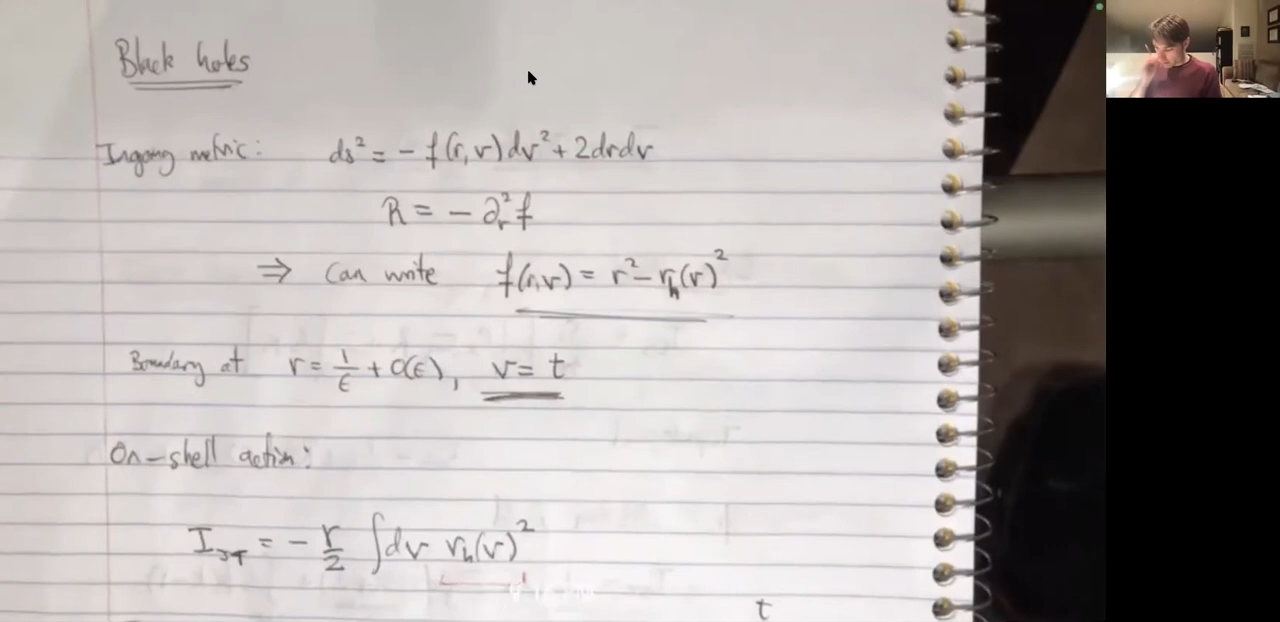 Black holes
Ingoing metric: ds² = - f(r,v)dv² + 2drdv
R = - ∂ᵣ² f
⇒ Can write f(r,v) = r² - rₕ(v)²
Boundary at r = 1/ϵ + O(ϵ), v = t
On-shell action:
I_JT = - γ/2 ∫dv rₕ(v)²
t